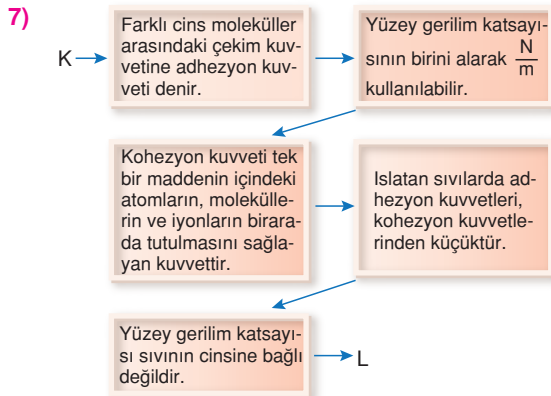 7)
K
Farklı cins moleküller
arasındaki çekim kuv-
vetine adhezyon kuv-
veti denir.
Yüzey gerilim katsayı-
sının birini alarak N/m
kullanılabilir.
Kohezyon kuvveti tek
bir maddenin içindeki
atomların, molekülle-
rin ve iyonların birara-
da tutulmasını sağla-
yan kuvvettir.
Islatan sıvılarda ad-
hezyon kuvvetleri,
kohezyon kuvvetle-
rinden küçüktür.
Yüzey gerilim katsayı-
sı sıvının cinsine bağlı
değildir.
L